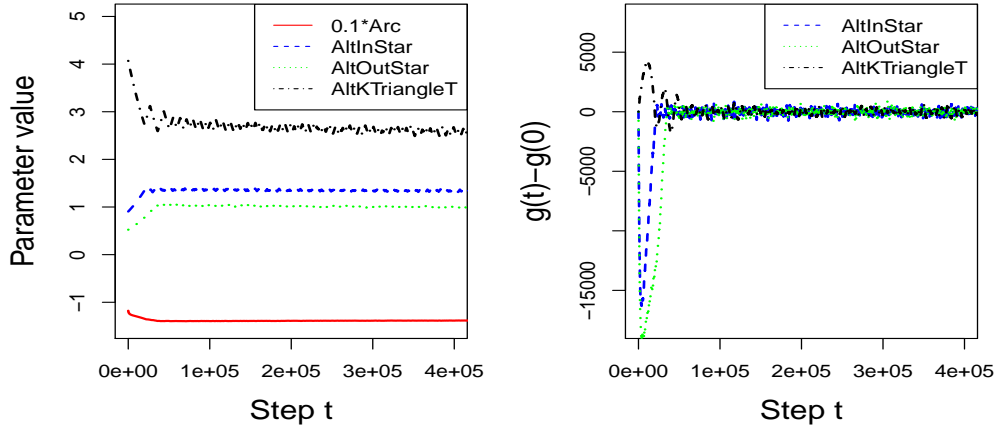 Parameter value
5
4
3
2
1
0
−1
0.1*Arc
AltInStar
AltOutStar
AltKTriangleT
0e+00 1e+05 2e+05 3e+05 4e+05
Step t
g(t)−g(0)
5000
0
−5000
−15000
AltInStar
AltOutStar
AltKTriangleT
0e+00 1e+05 2e+05 3e+05 4e+05
Step t